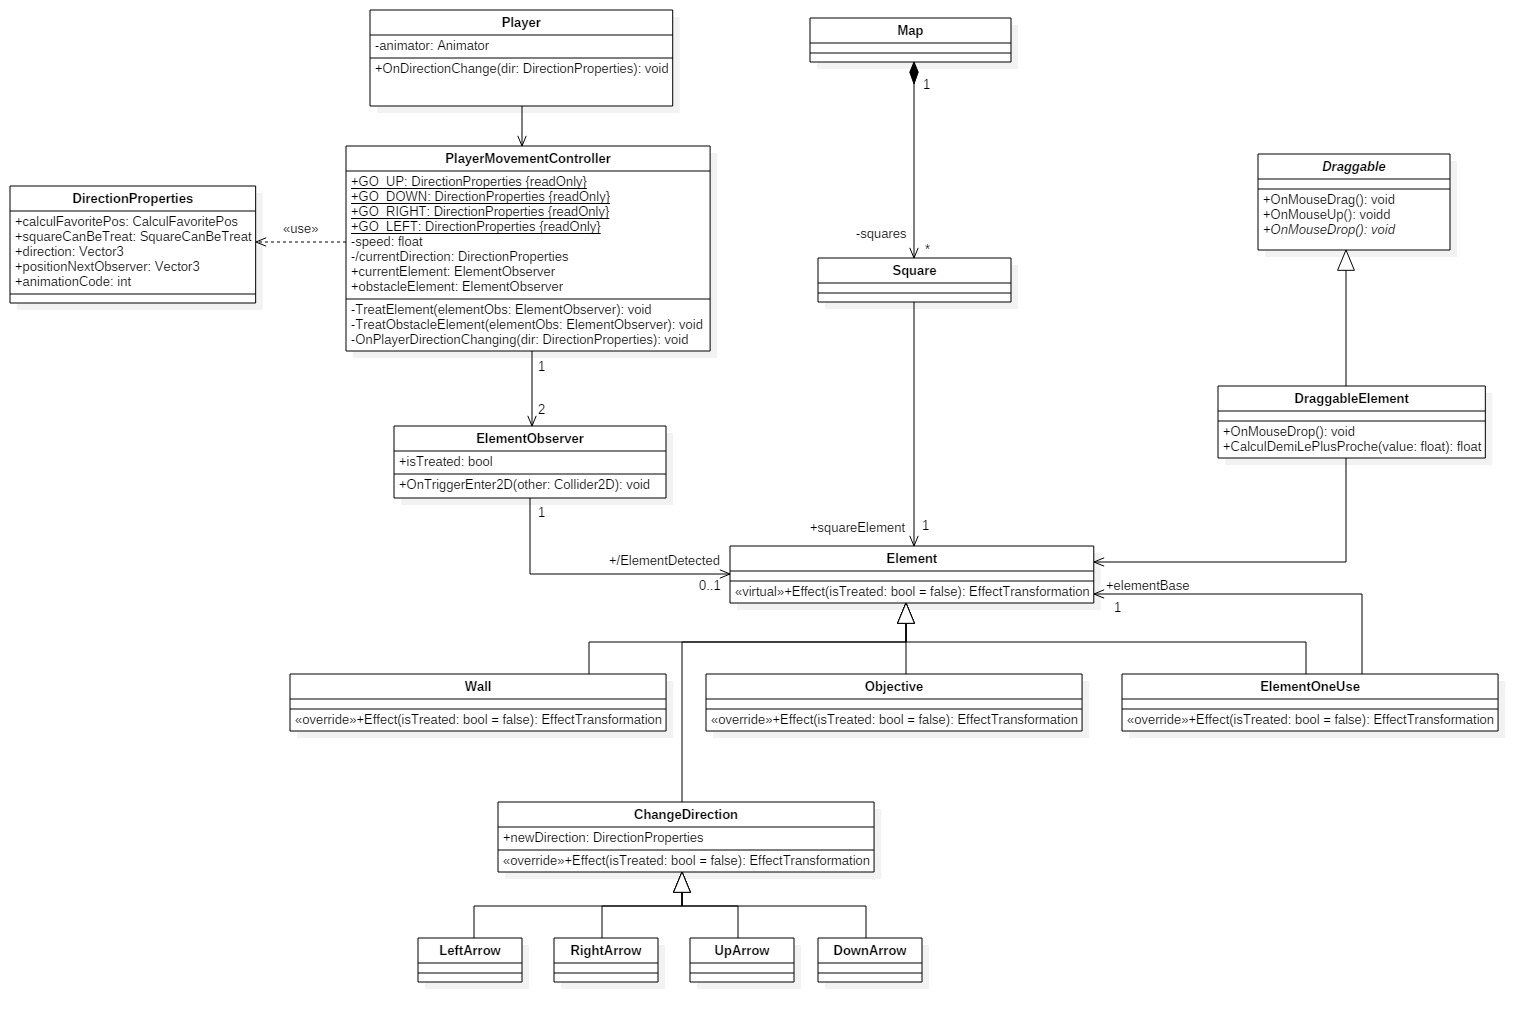 Player
-animator: Animator
+OnDirectionChange(dir: DirectionProperties): void
Map
1
-squares
*
PlayerMovementController
+GO_UP: DirectionProperties {readOnly}
+GO_DOWN: DirectionProperties {readOnly}
+GO_RIGHT: DirectionProperties {readOnly}
+GO_LEFT: DirectionProperties {readOnly}
-speed: float
-/currentDirection: DirectionProperties
+currentElement: ElementObserver
+obstacleElement: ElementObserver
-TreatElement(elementObs: ElementObserver): void
-TreatObstacleElement(elementObs: ElementObserver): void
-OnPlayerDirectionChanging(dir: DirectionProperties): void
DirectionProperties
+calculFavoritePos: CalculFavoritePos
+squareCanBeTreat: SquareCanBeTreat
+direction: Vector3
+positionNextObserver: Vector3
+animationCode: int
«use»
Draggable
+OnMouseDrag(): void
+OnMouseUp(): voidd
+OnMouseDrop(): void
Square
1
2
DraggableElement
+OnMouseDrop(): void
+CalculDemiLePlusProche(value: float): float
ElementObserver
+isTreated: bool
+OnTriggerEnter2D(other: Collider2D): void
1
+/ElementDetected
0..1
+squareElement
1
Element
«virtual»+Effect(isTreated: bool = false): EffectTransformation
+elementBase
1
Wall
«override»+Effect(isTreated: bool = false): EffectTransformation
Objective
«override»+Effect(isTreated: bool = false): EffectTransformation
ElementOneUse
«override»+Effect(isTreated: bool = false): EffectTransformation
ChangeDirection
+newDirection: DirectionProperties
«override»+Effect(isTreated: bool = false): EffectTransformation
LeftArrow
RightArrow
UpArrow
DownArrow